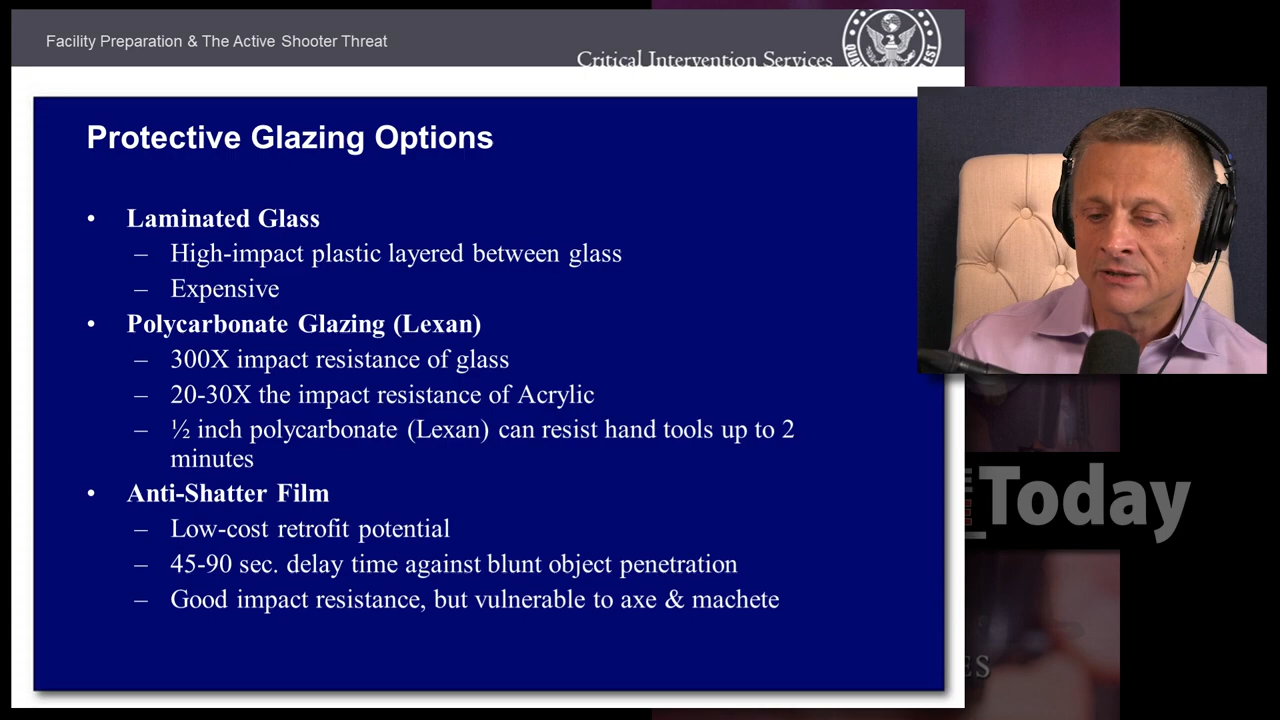 Facility Preparation & The Active Shooter Threat
Critical Intervention Services
Protective Glazing Options
• Laminated Glass
– High-impact plastic layered between glass
– Expensive
• Polycarbonate Glazing (Lexan)
– 300X impact resistance of glass
– 20-30X the impact resistance of Acrylic
– ½ inch polycarbonate (Lexan) can resist hand tools up to 2
minutes
• Anti-Shatter Film
– Low-cost retrofit potential
– 45-90 sec. delay time against blunt object penetration
– Good impact resistance, but vulnerable to axe & machete
Today